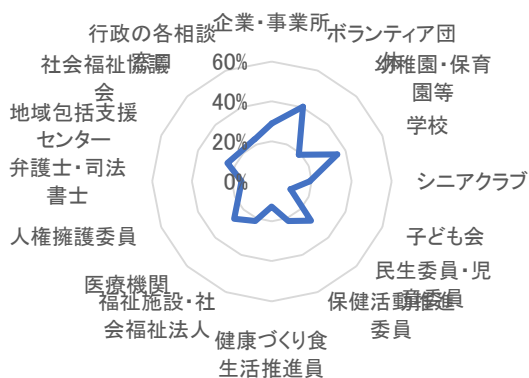 企業・事業所
ボランティア団
体
幼稚園・保育
園等
学校
シニアクラブ
子ども会
民生委員・児
童委員
保健活動推進
委員
健康づくり食
生活推進員
福祉施設・社
会福祉法人
医療機関
人権擁護委員
弁護士・司法
書士
地域包括支援
センター
社会福祉協議
会
行政の各相談
窓口
60%
40%
20%
0%